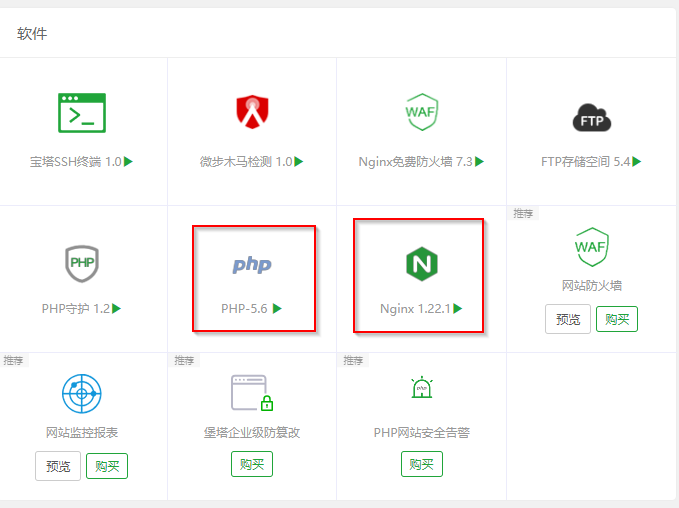 软件
宝塔SSH终端 1.0
微步木马检测 1.0
WAF
Nginx免费防火墙 7.3
FTP
FTP存储空间 5.4
PHP
PHP守护 1.2
php
PHP-5.6
N
Nginx 1.22.1
推荐
WAF
网站防火墙
预览
购买
推荐
网站监控报表
预览
购买
推荐
堡塔企业级防篡改
购买
推荐
php
PHP网站安全告警
购买